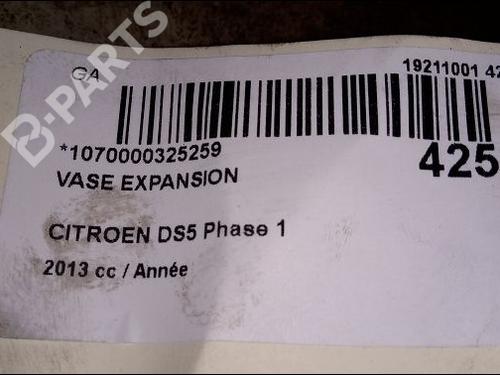 GA
19211001 42
*1070000325259
425
VASE EXPANSION
CITROEN DS5 Phase 1
2013 cc / Année
B-PARTS